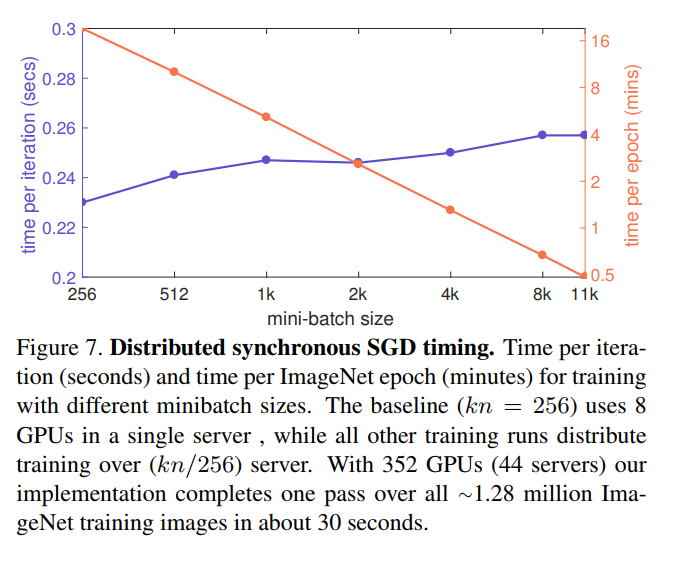 0.3
0.28
0.26
0.24
0.22
0.2
time per iteration (secs)
16
8
4
2
1
0.5
time per epoch (mins)
256 512 1k 2k 4k 8k 11k
mini-batch size
Figure 7. Distributed synchronous SGD timing. Time per itera-
tion (seconds) and time per ImageNet epoch (minutes) for training
with different minibatch sizes. The baseline (kn = 256) uses 8
GPUs in a single server , while all other training runs distribute
training over (kn/256) server. With 352 GPUs (44 servers) our
implementation completes one pass over all ~1.28 million Ima-
geNet training images in about 30 seconds.